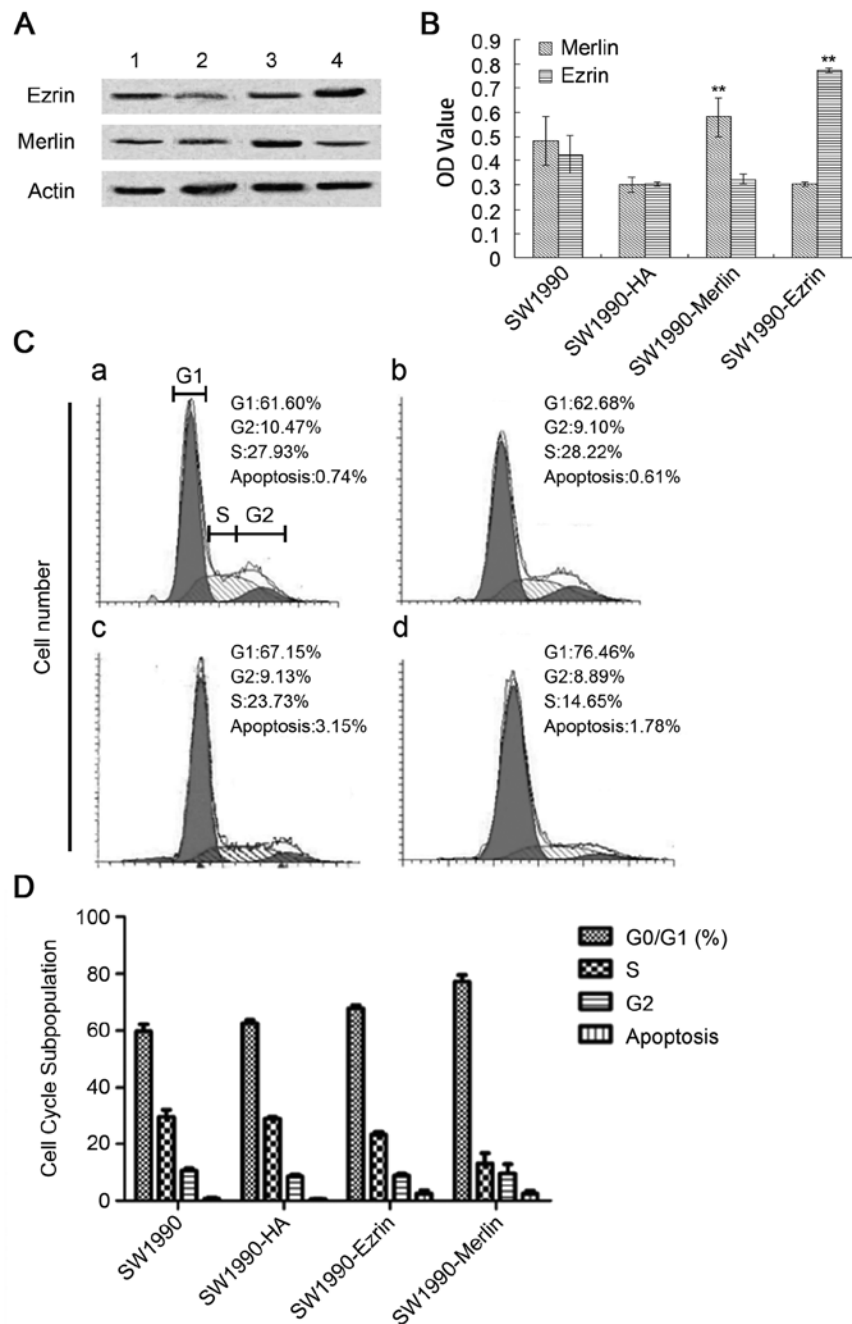 A
1 2 3 4
Ezrin
Merlin
Actin
B
0.9
0.8
0.7
0.6
0.5
0.4
0.3
0.2
0.1
0
OD Value
Merlin
Ezrin
**
**
SW1990
SW1990-HA
SW1990-Merlin
SW1990-Ezrin
C
Cell number
a
G1
G1:61.60%
G2:10.47%
S:27.93%
Apoptosis:0.74%
S G2
b
G1:62.68%
G2:9.10%
S:28.22%
Apoptosis:0.61%
c
G1:67.15%
G2:9.13%
S:23.73%
Apoptosis:3.15%
d
G1:76.46%
G2:8.89%
S:14.65%
Apoptosis:1.78%
D
100
80
60
40
20
0
Cell Cycle Subpopulation
G0/G1 (%)
S
G2
Apoptosis
SW1990
SW1990-HA
SW1990-Ezrin
SW1990-Merlin